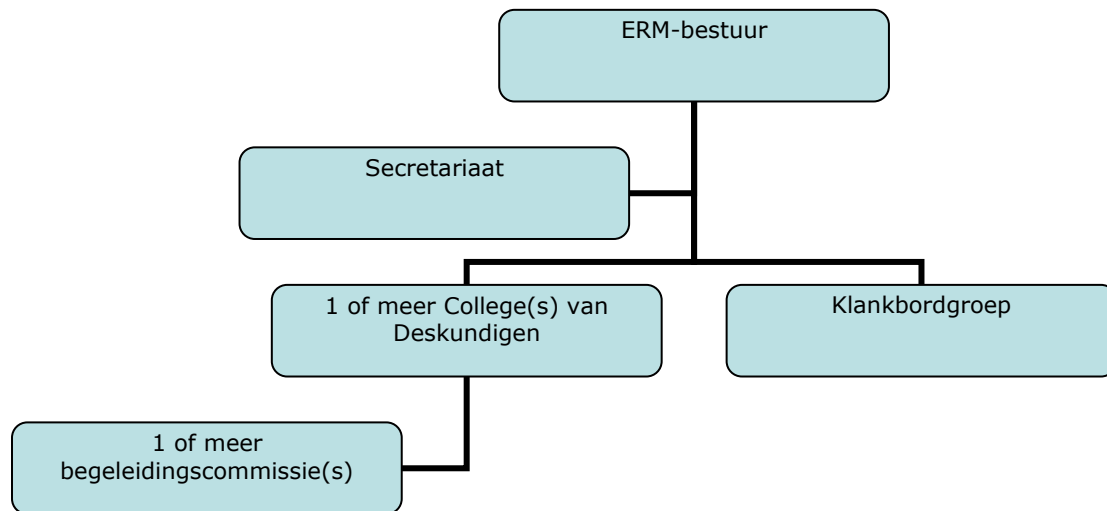 ERM-bestuur
Secretariaat
1 of meer College(s) van
Deskundigen
Klankbordgroep
1 of meer
begeleidingscommissie(s)